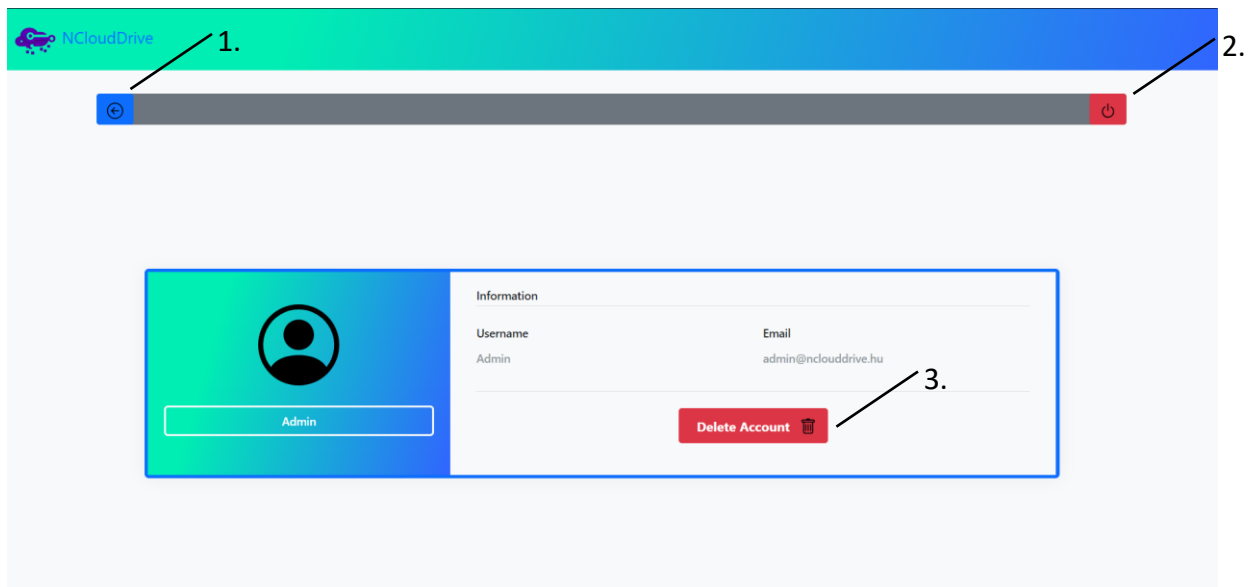 NCloudDrive
1.
2.
Information
Username
Email
Admin
admin@nclouddrive.hu
3.
Admin
Delete Account